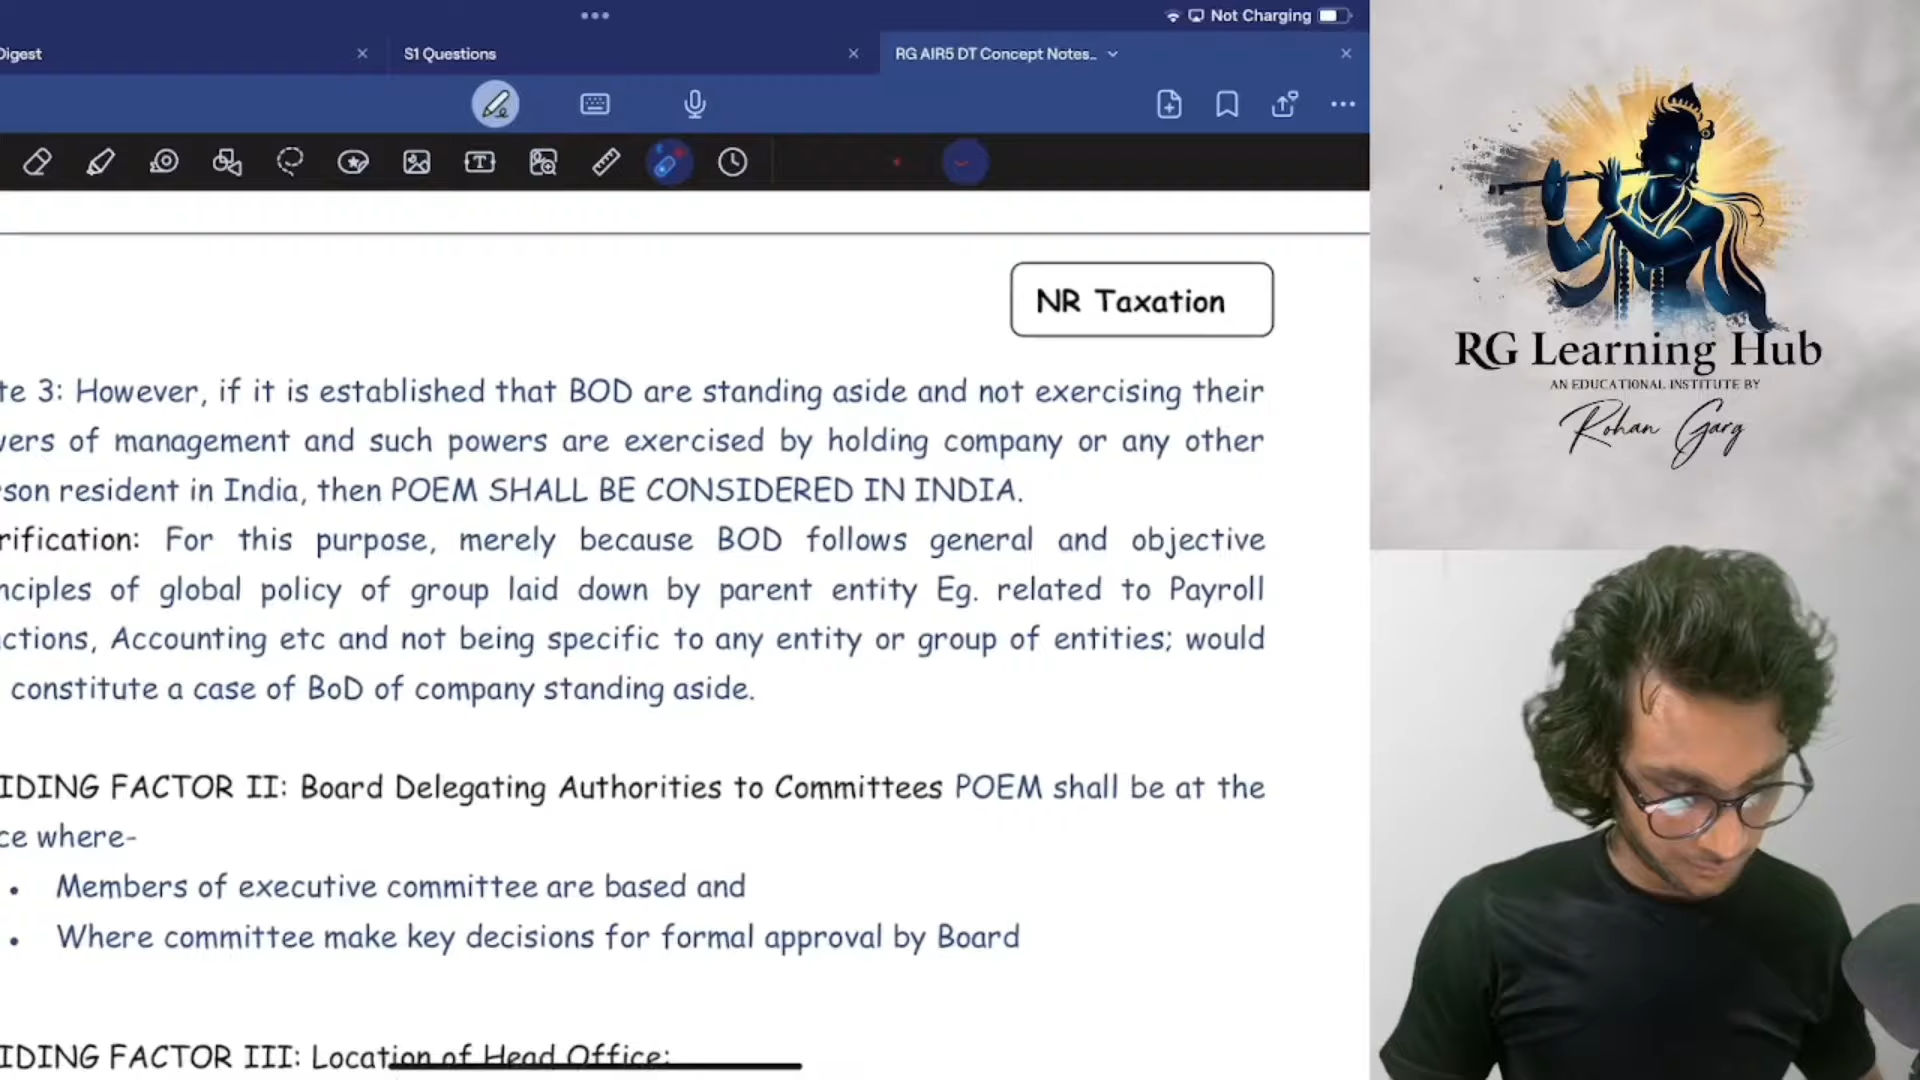 Not Charging
Digest
S1 Questions
RG AIR5 DT Concept Notes..
NR Taxation
te 3: However, if it is established that BOD are standing aside and not exercising their
vers of management and such powers are exercised by holding company or any other
son resident in India, then POEM SHALL BE CONSIDERED IN INDIA.
rification: For this purpose, merely because BOD follows general and objective
nciples of global policy of group laid down by parent entity Eg. related to Payroll
ctions, Accounting etc and not being specific to any entity or group of entities; would
constitute a case of BoD of company standing aside.
IDING FACTOR II: Board Delegating Authorities to Committees POEM shall be at the
ce where-
• Members of executive committee are based and
• Where committee make key decisions for formal approval by Board
IDING FACTOR III: Location of Head Office:
RG Learning Hub
AN EDUCATIONAL INSTITUTE BY
Rohan Garg